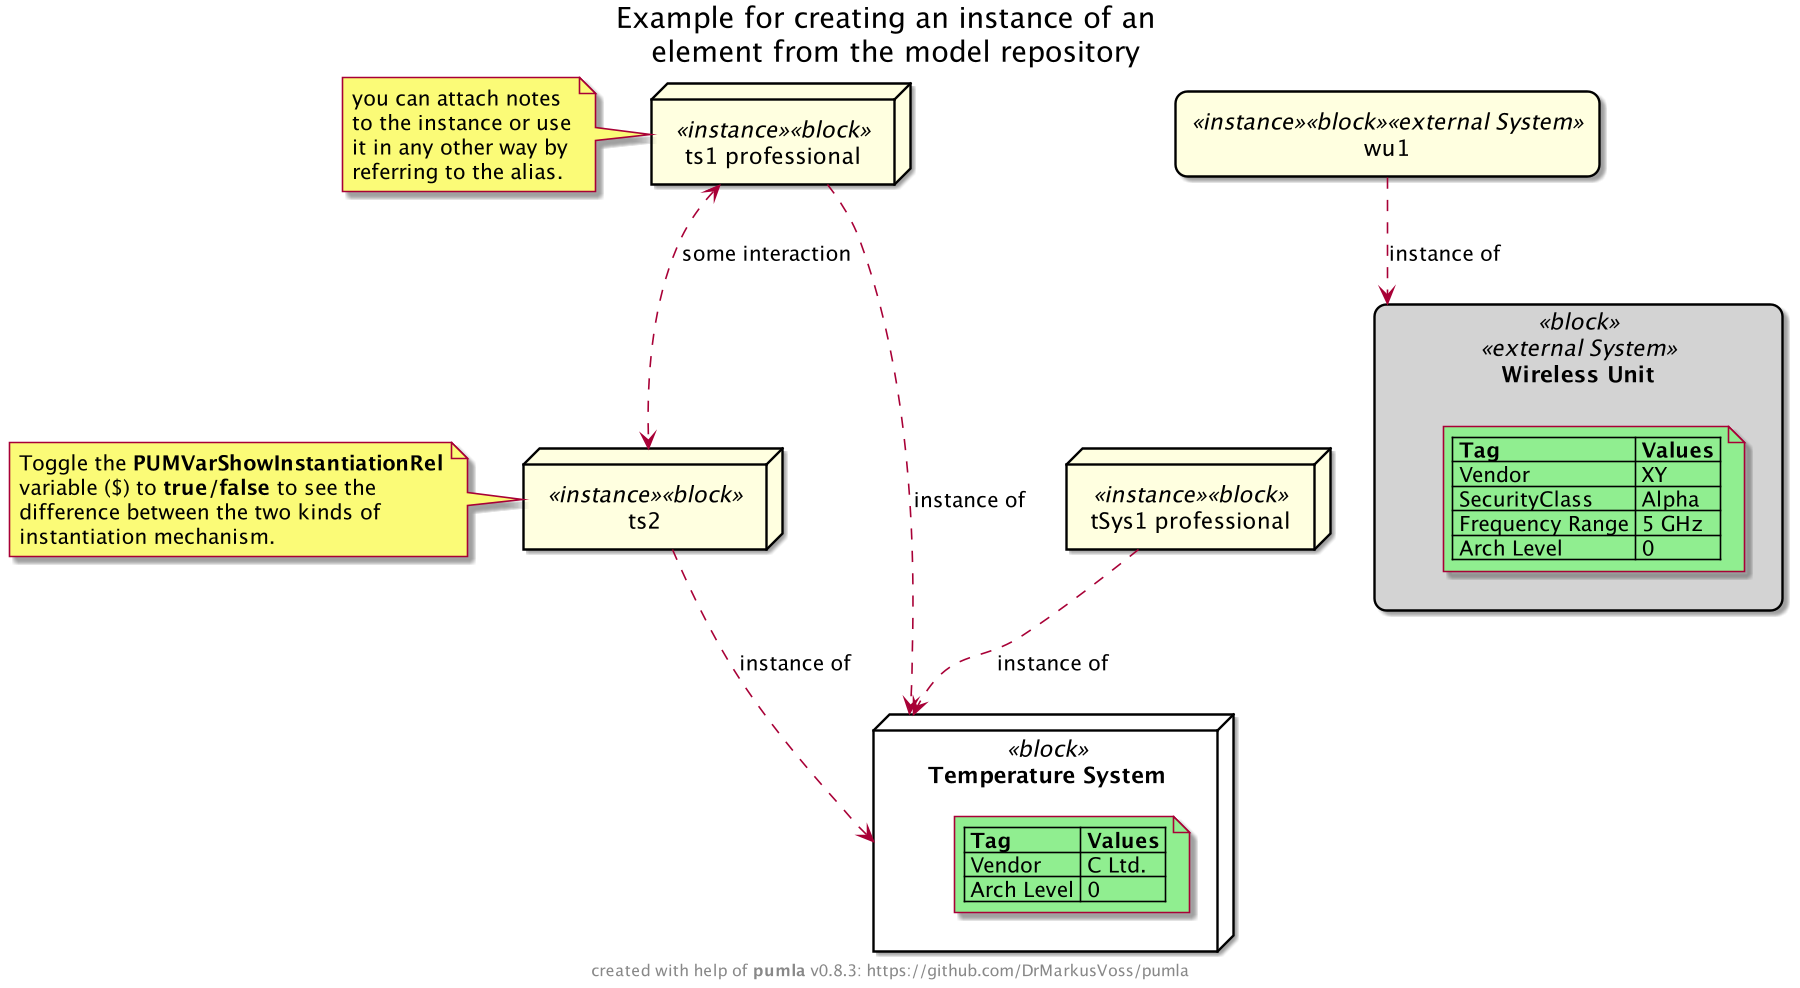 Example for creating an instance of an
element from the model repository
you can attach notes
to the instance or use
it in any other way by
referring to the alias.
«instance»«block»
ts1 professional
«instance»«block»«external System»
wu1
some interaction
instance of
«block»
«external System»
Wireless Unit
Tag Values
Vendor XY
SecurityClass Alpha
Frequency Range 5 GHz
Arch Level 0
Toggle the PUMVarShowInstantiationRel
variable ($) to true/false to see the
difference between the two kinds of
instantiation mechanism.
«instance»«block»
ts2
instance of
«instance»«block»
tSys1 professional
instance of
instance of
«block»
Temperature System
Tag Values
Vendor C Ltd.
Arch Level 0
created with help of pumla v0.8.3: https://github.com/DrMarkusVoss/pumla